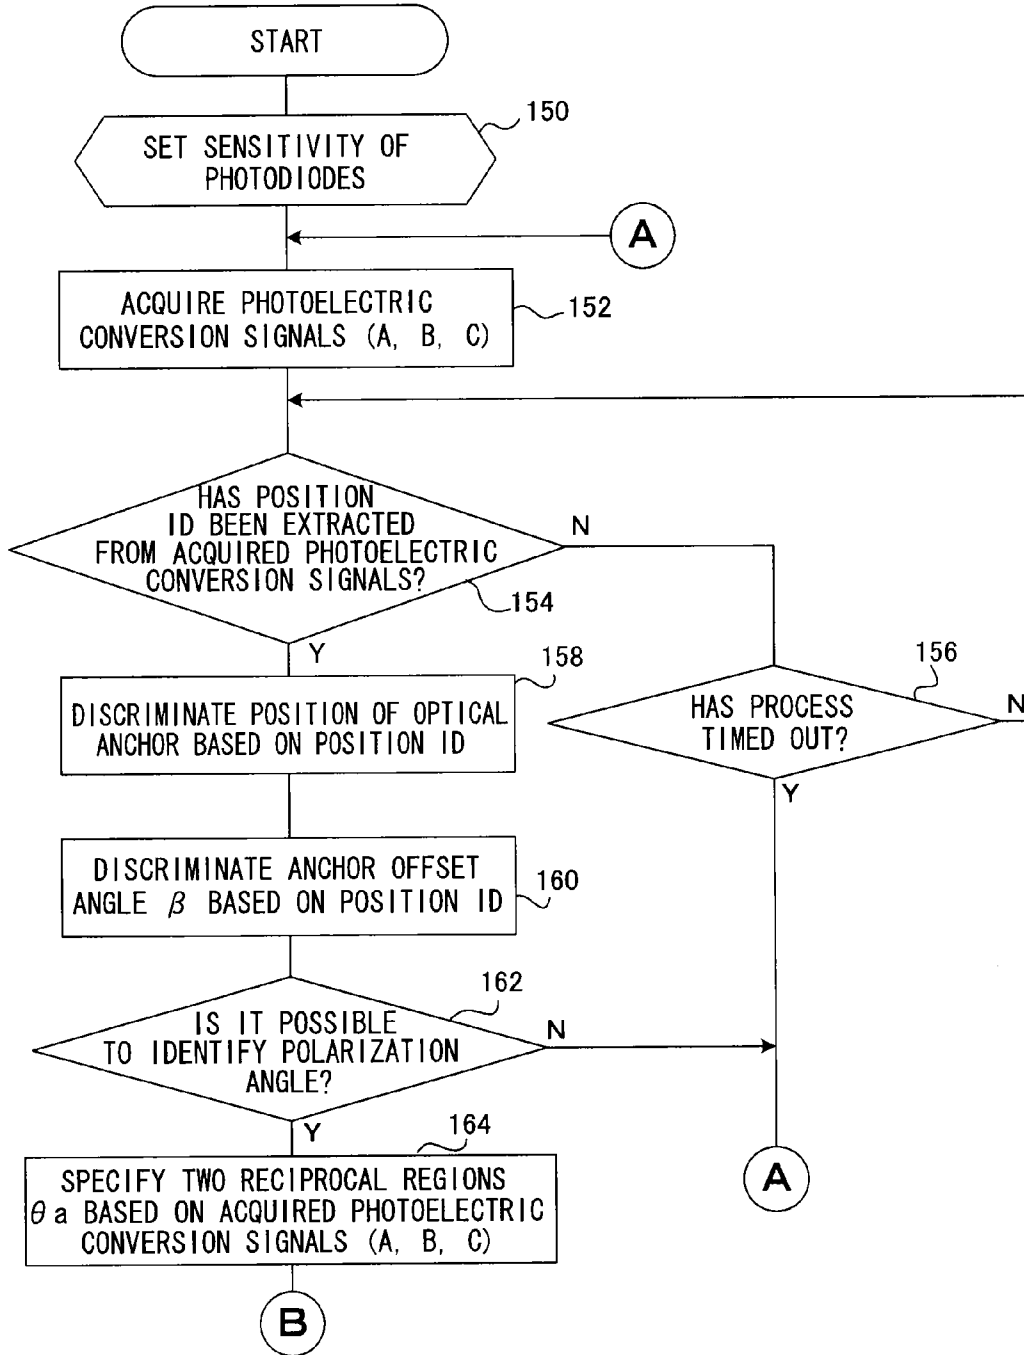 START
SET SENSITIVITY OF
PHOTODIODES
150
A
ACQUIRE PHOTOELECTRIC
CONVERSION SIGNALS (A, B, C)
152
HAS POSITION
ID BEEN EXTRACTED
FROM ACQUIRED PHOTOELECTRIC
CONVERSION SIGNALS?
N
154
Y
158
DISCRIMINATE POSITION OF OPTICAL
ANCHOR BASED ON POSITION ID
156
HAS PROCESS
TIMED OUT?
N
Y
DISCRIMINATE ANCHOR OFFSET
ANGLE β BASED ON POSITION ID
160
162
IS IT POSSIBLE
TO IDENTIFY POLARIZATION
ANGLE?
N
Y
164
SPECIFY TWO RECIPROCAL REGIONS
θa BASED ON ACQUIRED PHOTOELECTRIC
CONVERSION SIGNALS (A, B, C)
A
B